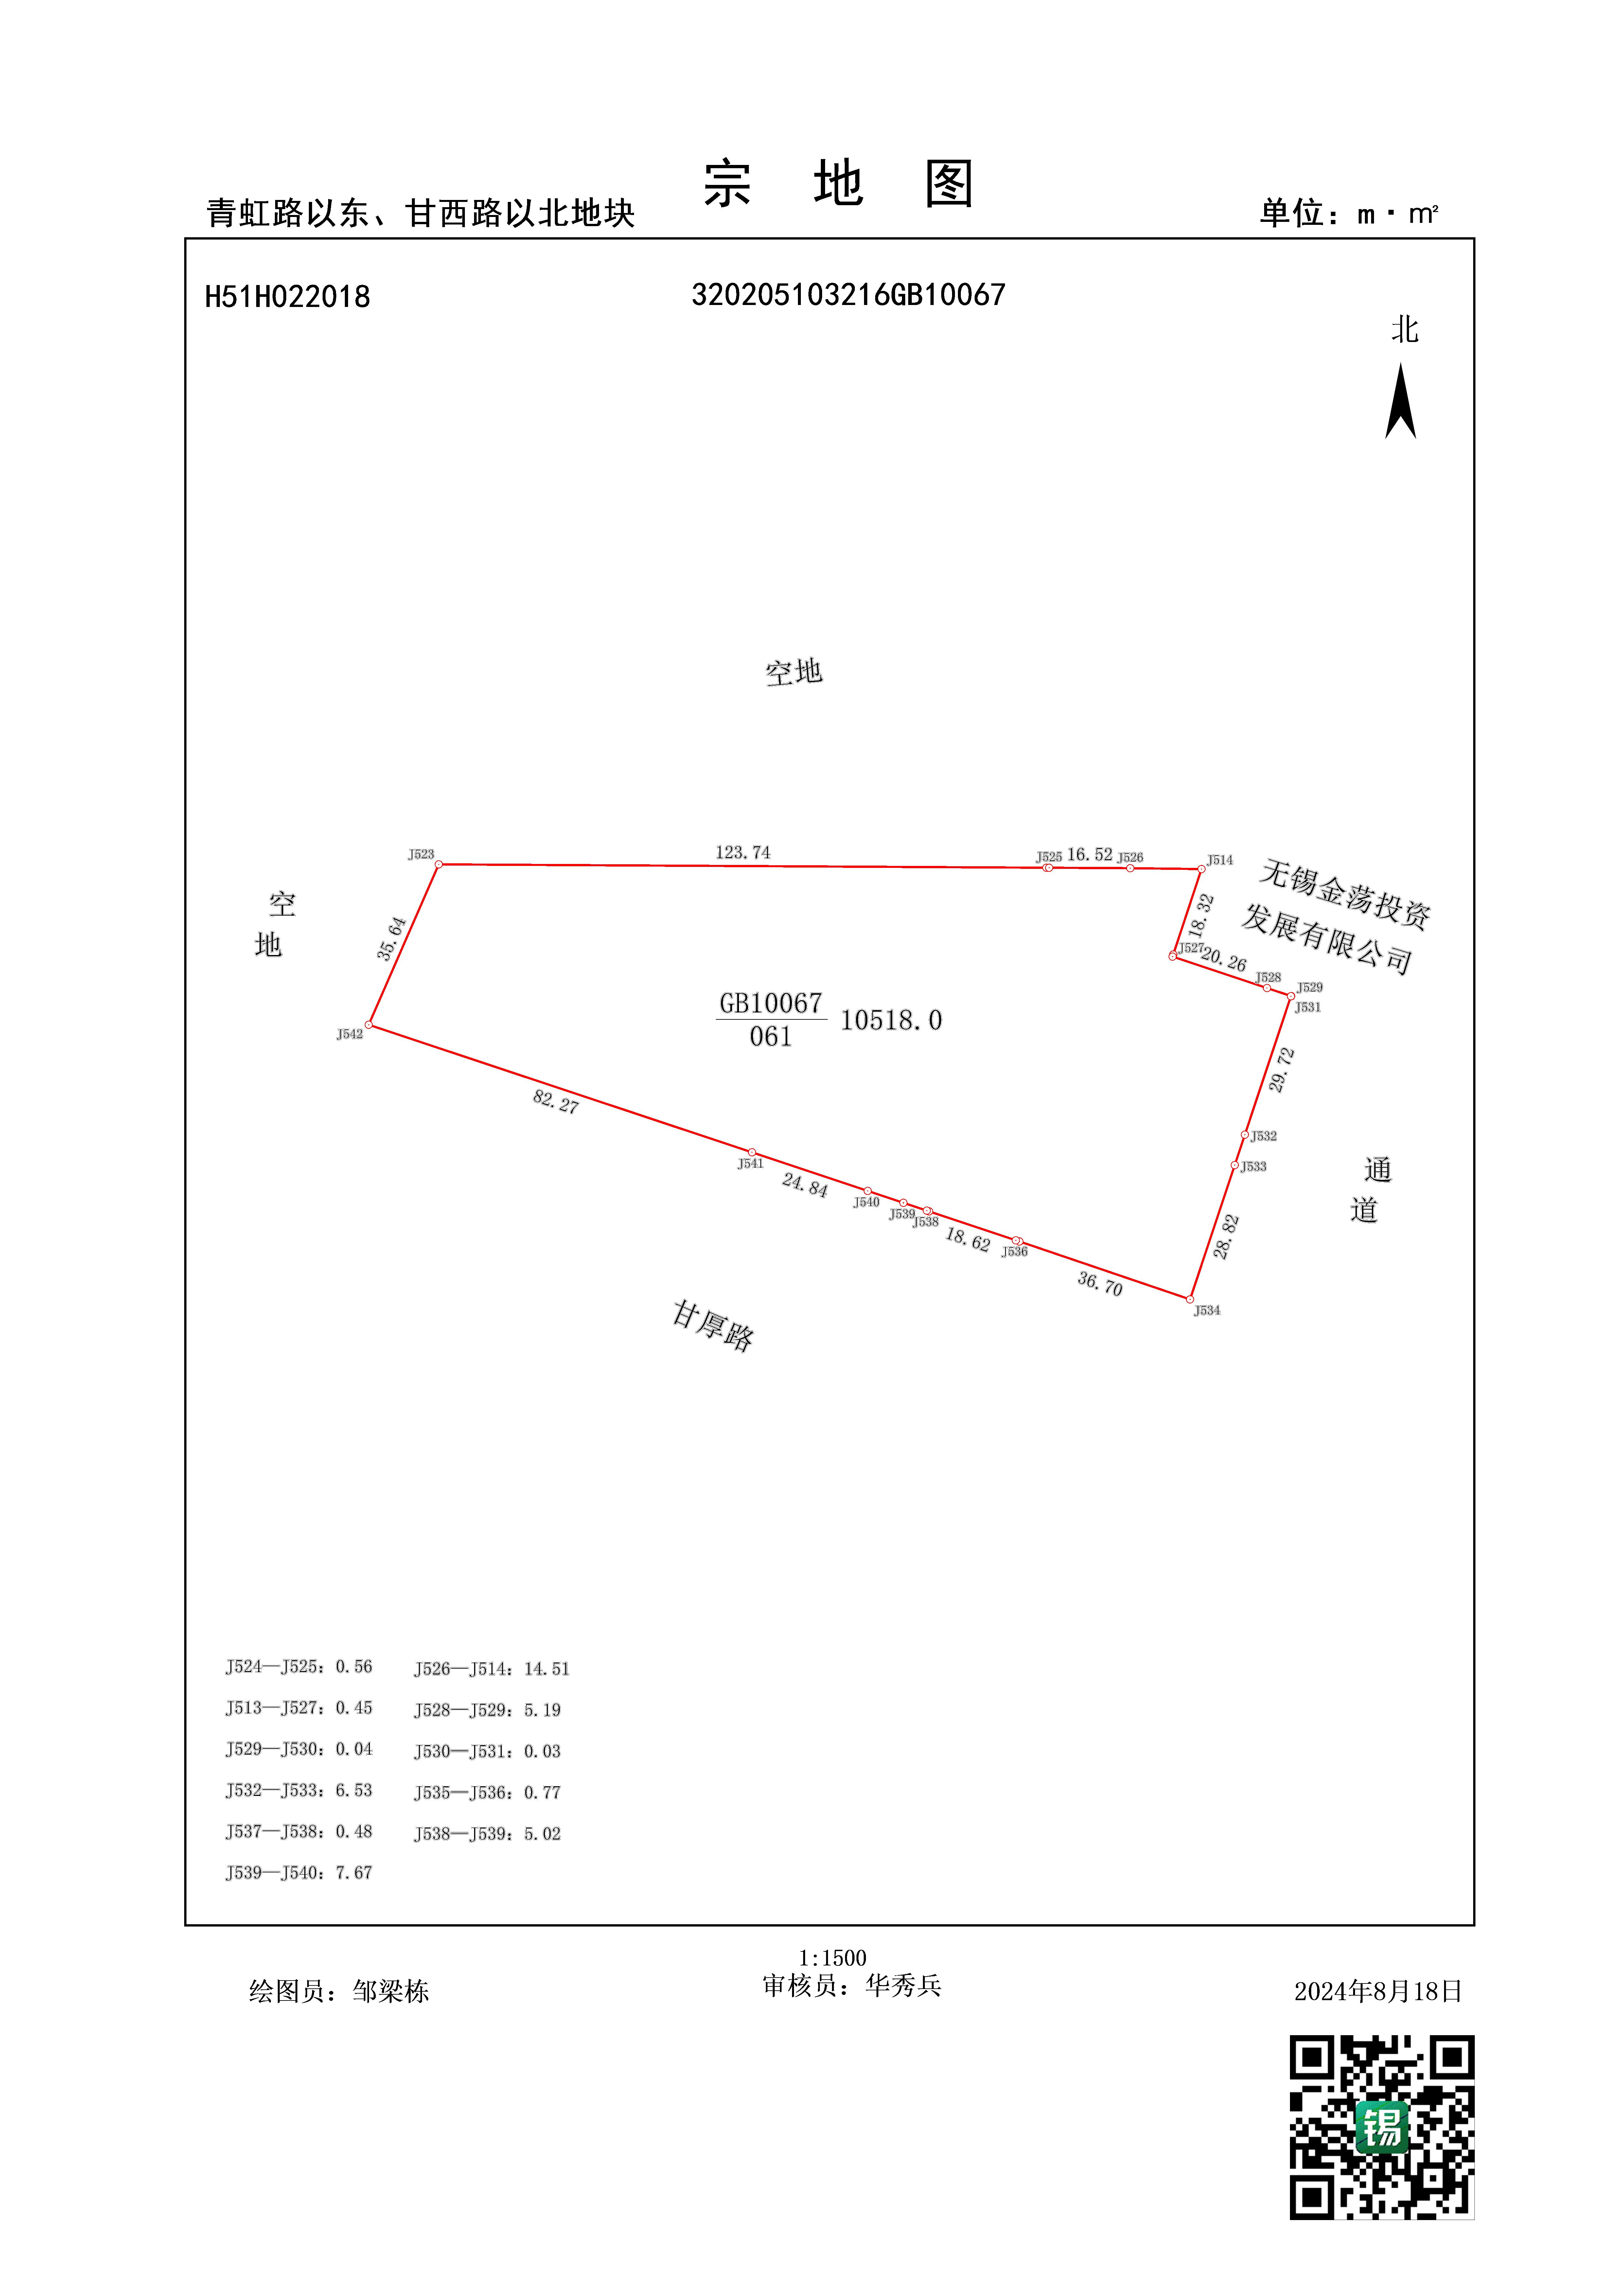 宗 地 图
青虹路以东、甘西路以北地块
单位：m·㎡
H51H022018
320205103216GB10067
北
空地
J523
123.74
J525
16.52
J526
J514
无锡金荡投资
发展有限公司
空
地
35.64
18.32
J527
20.26
J528
J529
J531
GB10067
061
10518.0
J542
29.72
82.27
J532
J533
J541
24.84
通
道
J540
J539
J538
18.62
J536
28.82
36.70
J534
甘厚路
J524—J525：0.56
J526—J514：14.51
J513—J527：0.45
J528—J529：5.19
J529—J530：0.04
J530—J531：0.03
J532—J533：6.53
J535—J536：0.77
J537—J538：0.48
J538—J539：5.02
J539—J540：7.67
1:1500
绘图员：邹梁栋
审核员：华秀兵
2024年8月18日
锡